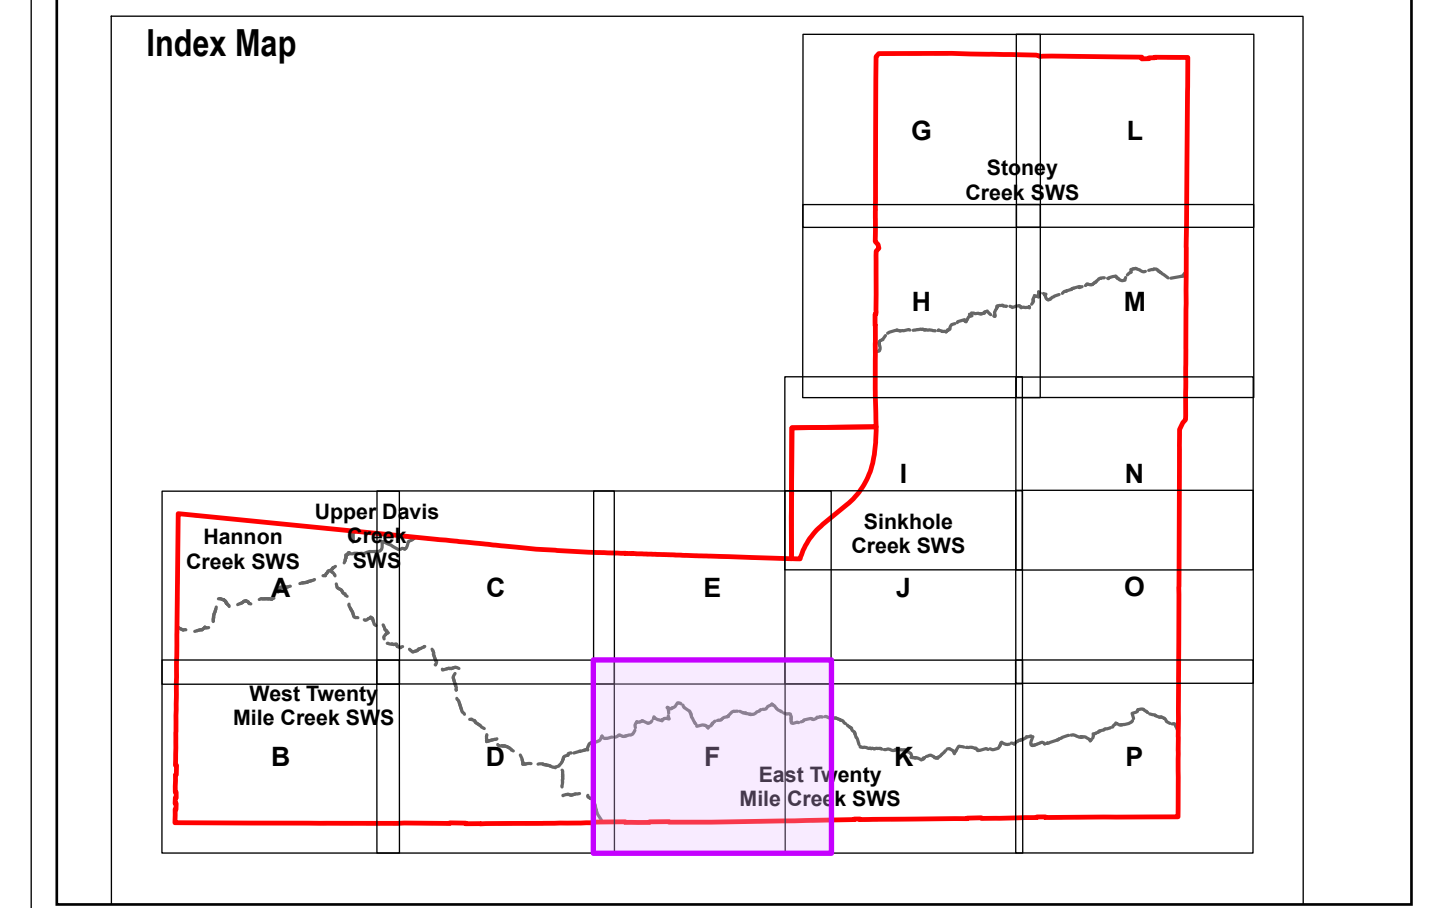 Index Map
G
L
Stoney
Creek SWS
H
M
I
N
Upper Davis
Creek
SWS
Hannon
Creek SWS
Sinkhole
Creek SWS
A
C
E
J
O
West Twenty
Mile Creek SWS
B
D
F
K
P
East Twenty
Mile Creek SWS